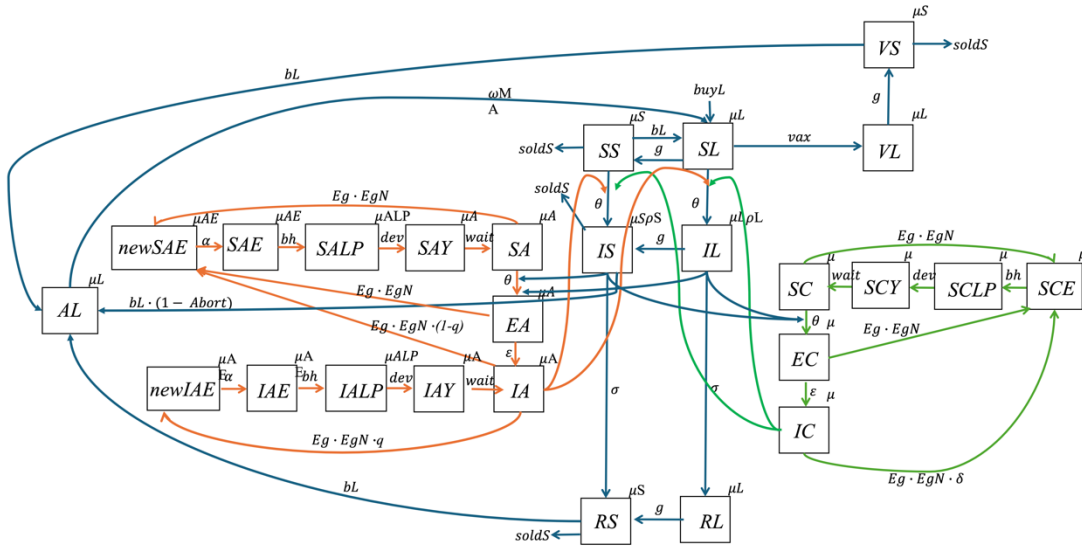 μS
VS
soldS
bL
ωM
A
buyL
g
μS
bL
μL
μL
soldS
SS
g
SL
vax
VL
soldS
Eg · EgN
θ
θ
μAE
μAE
μALP
μA
μA
μSρS
μLρL
newSAE
α
SAE
bh
SALP
dev
SAY
wait
SA
IS
g
IL
Eg · EgN
μ
μ
μ
μ
SC
wait
SCY
dev
SCLP
bh
SCE
μL
Eg · EgN
θ
μA
AL
bL · (1 − Abort)
EA
θ
μ
Eg · EgN
Eg · EgN · (1-q)
EC
ε
μA
E
μA
E
μALP
μA
μA
newIAE
α
IAE
bh
IALP
dev
IAY
wait
IA
σ
σ
ε
μ
IC
Eg · EgN · q
Eg · EgN · δ
bL
μS
μL
RS
g
RL
soldS